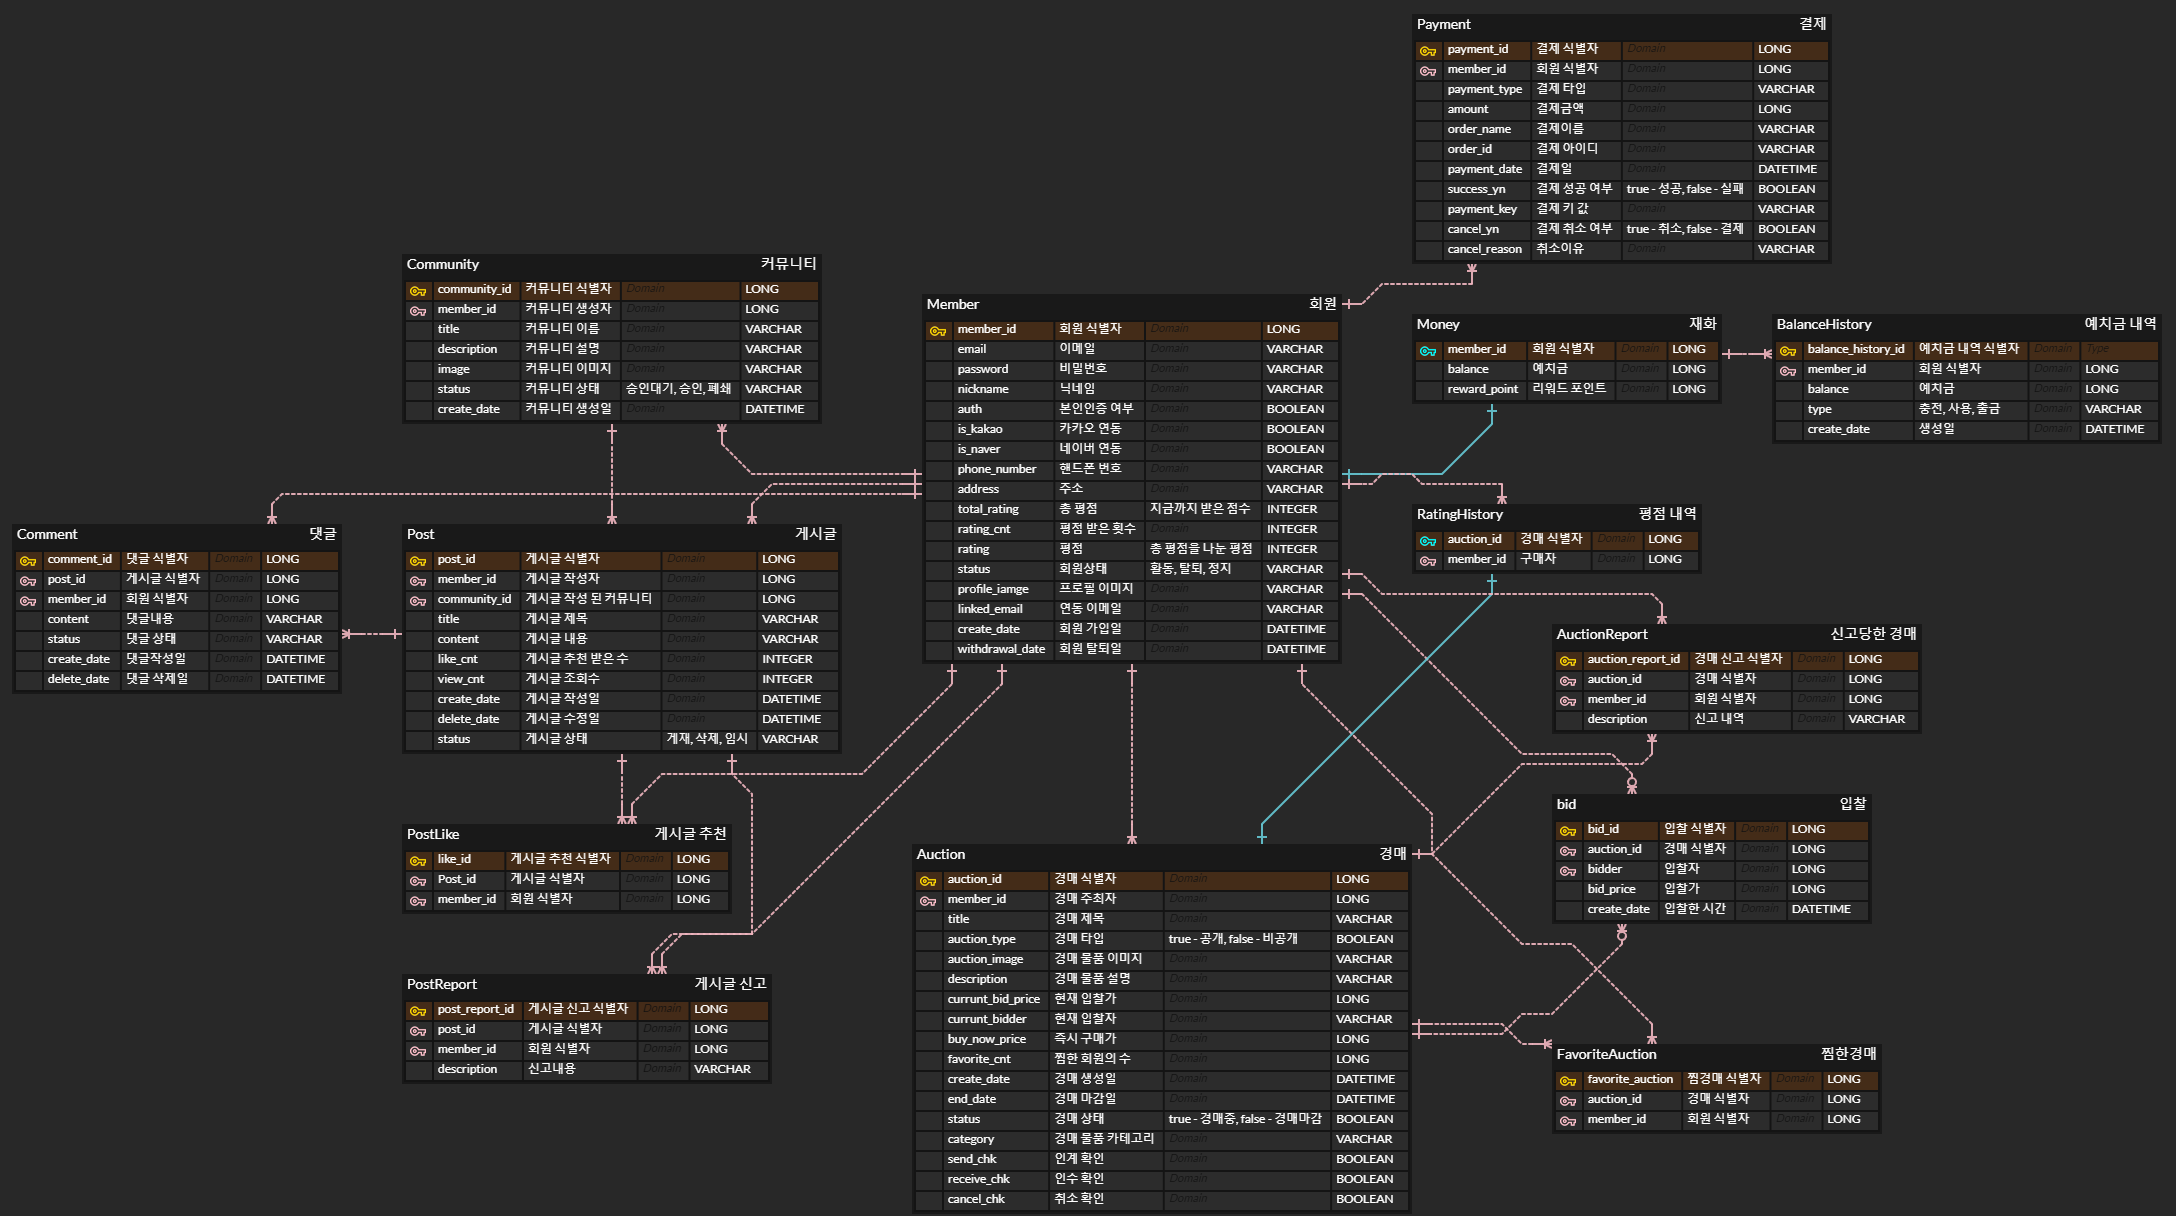 Payment 결제
payment_id 결제 식별자 Domain LONG
member_id 회원 식별자 Domain LONG
payment_type 결제 타입 Domain VARCHAR
amount 결제금액 Domain LONG
order_name 결제이름 Domain VARCHAR
order_id 결제 아이디 Domain VARCHAR
payment_date 결제일 Domain DATETIME
success_yn 결제 성공 여부 true - 성공, false - 실패 BOOLEAN
payment_key 결제 키 값 Domain VARCHAR
cancel_yn 결제 취소 여부 true - 취소, false - 결제 BOOLEAN
cancel_reason 취소이유 Domain VARCHAR
Community 커뮤니티
community_id 커뮤니티 식별자 Domain LONG
member_id 커뮤니티 생성자 Domain LONG
title 커뮤니티 이름 Domain VARCHAR
description 커뮤니티 설명 Domain VARCHAR
image 커뮤니티 이미지 Domain VARCHAR
status 커뮤니티 상태 승인대기, 승인, 폐쇄 VARCHAR
create_date 커뮤니티 생성일 Domain DATETIME
Member 회원
member_id 회원 식별자 Domain LONG
email 이메일 Domain VARCHAR
password 비밀번호 Domain VARCHAR
nickname 닉네임 Domain VARCHAR
auth 본인인증 여부 Domain BOOLEAN
is_kakao 카카오 연동 Domain BOOLEAN
is_naver 네이버 연동 Domain BOOLEAN
phone_number 핸드폰 번호 Domain VARCHAR
address 주소 Domain VARCHAR
total_rating 총 평점 지금까지 받은 점수 INTEGER
rating_cnt 평점 받은 횟수 Domain INTEGER
rating 평점 총 평점을 나눈 평점 INTEGER
status 회원상태 활동, 탈퇴, 정지 VARCHAR
profile_iamge 프로필 이미지 Domain VARCHAR
linked_email 연동 이메일 Domain VARCHAR
create_date 회원 가입일 Domain DATETIME
withdrawal_date 회원 탈퇴일 Domain DATETIME
Money 재화
member_id 회원 식별자 Domain LONG
balance 예치금 Domain LONG
reward_point 리워드 포인트 Domain LONG
BalanceHistory 예치금 내역
balance_history_id 예치금 내역 식별자 Domain Type
member_id 회원 식별자 Domain LONG
balance 예치금 Domain LONG
type 충전, 사용, 출금 Domain VARCHAR
create_date 생성일 Domain DATETIME
RatingHistory 평점 내역
auction_id 경매 식별자 Domain LONG
member_id 구매자 Domain LONG
Comment 댓글
comment_id 댓글 식별자 Domain LONG
post_id 게시글 식별자 Domain LONG
member_id 회원 식별자 Domain LONG
content 댓글내용 Domain VARCHAR
status 댓글 상태 Domain VARCHAR
create_date 댓글작성일 Domain DATETIME
delete_date 댓글 삭제일 Domain DATETIME
Post 게시글
post_id 게시글 식별자 Domain LONG
member_id 게시글 작성자 Domain LONG
community_id 게시글 작성 된 커뮤니티 Domain LONG
title 게시글 제목 Domain VARCHAR
content 게시글 내용 Domain VARCHAR
like_cnt 게시글 추천 받은 수 Domain INTEGER
view_cnt 게시글 조회수 Domain INTEGER
create_date 게시글 작성일 Domain DATETIME
delete_date 게시글 수정일 Domain DATETIME
status 게시글 상태 게재, 삭제, 임시 VARCHAR
AuctionReport 신고당한 경매
auction_report_id 경매 신고 식별자 Domain LONG
auction_id 경매 식별자 Domain LONG
member_id 회원 식별자 Domain LONG
description 신고 내역 Domain VARCHAR
bid 입찰
bid_id 입찰 식별자 Domain LONG
auction_id 경매 식별자 Domain LONG
bidder 입찰자 Domain LONG
bid_price 입찰가 Domain LONG
create_date 입찰한 시간 Domain DATETIME
PostLike 게시글 추천
like_id 게시글 추천 식별자 Domain LONG
Post_id 게시글 식별자 Domain LONG
member_id 회원 식별자 Domain LONG
Auction 경매
auction_id 경매 식별자 Domain LONG
member_id 경매 주최자 Domain LONG
title 경매 제목 Domain VARCHAR
auction_type 경매 타입 true - 공개, false - 비공개 BOOLEAN
auction_image 경매 물품 이미지 Domain VARCHAR
description 경매 물품 설명 Domain VARCHAR
currunt_bid_price 현재 입찰가 Domain LONG
currunt_bidder 현재 입찰자 Domain VARCHAR
buy_now_price 즉시 구매가 Domain LONG
favorite_cnt 찜한 회원의 수 Domain LONG
create_date 경매 생성일 Domain DATETIME
end_date 경매 마감일 Domain DATETIME
status 경매 상태 true - 경매중, false - 경매마감 BOOLEAN
category 경매 물품 카테고리 Domain VARCHAR
send_chk 인계 확인 Domain BOOLEAN
receive_chk 인수 확인 Domain BOOLEAN
cancel_chk 취소 확인 Domain BOOLEAN
PostReport 게시글 신고
post_report_id 게시글 신고 식별자 Domain LONG
post_id 게시글 식별자 Domain LONG
member_id 회원 식별자 Domain LONG
description 신고내용 Domain VARCHAR
FavoriteAuction 찜한경매
favorite_auction 찜경매 식별자 Domain LONG
auction_id 경매 식별자 Domain LONG
member_id 회원 식별자 Domain LONG